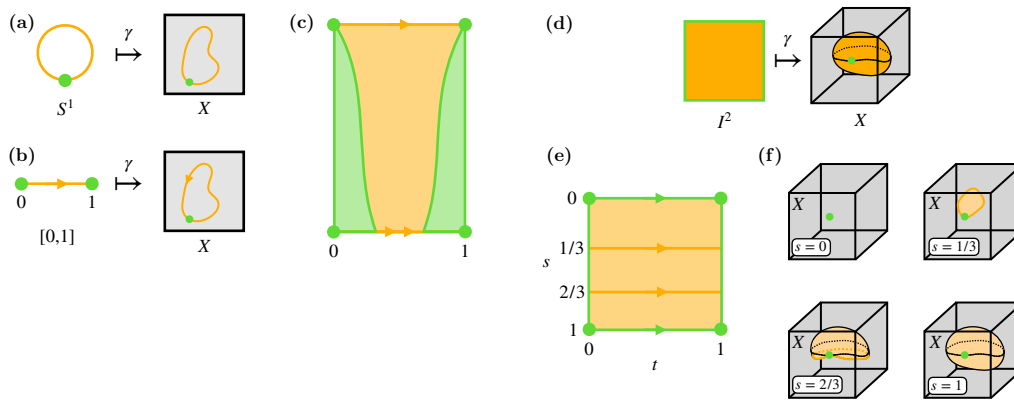 (a)
γ
S¹
X
(b)
γ
0 1
[0,1]
X
(c)
0 1
(d)
γ
I²
X
(e)
0
1/3
s
2/3
1
0 1
t
(f)
X
s = 0
X
s = 1/3
X
s = 2/3
X
s = 1